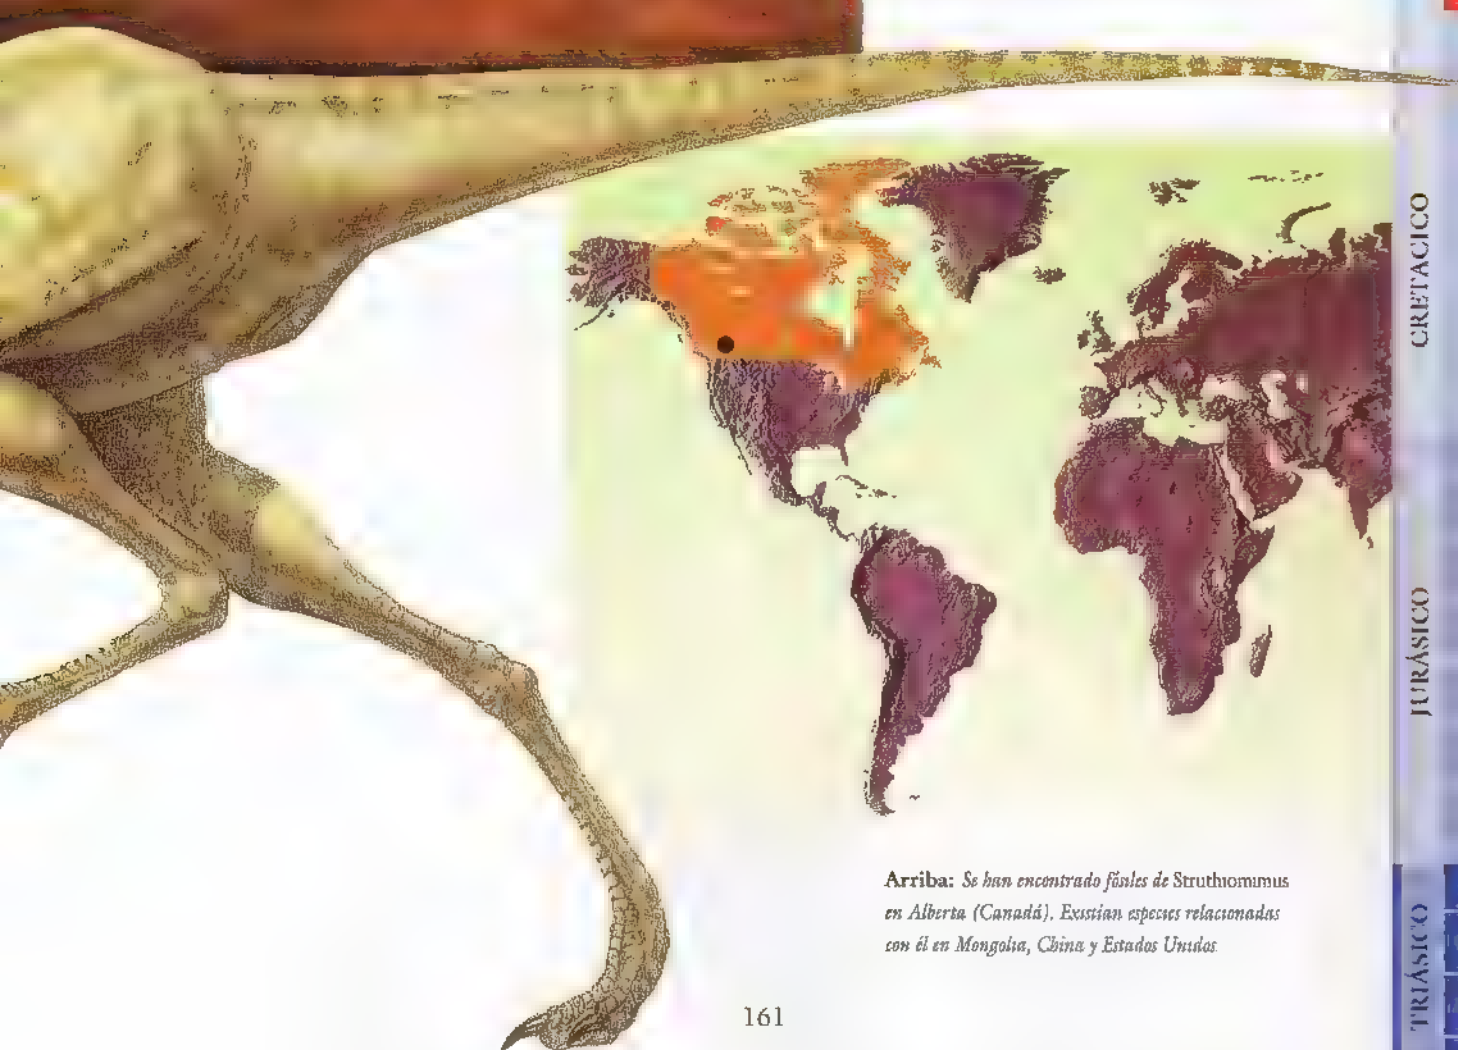 CRETACICO
JURÁSICO
Arriba: Se han encontrado fósiles de Struthiomimus
en Alberta (Canadá). Existían especies relacionadas
con él en Mongolia, China y Estados Unidos
TRIÁSICO
161